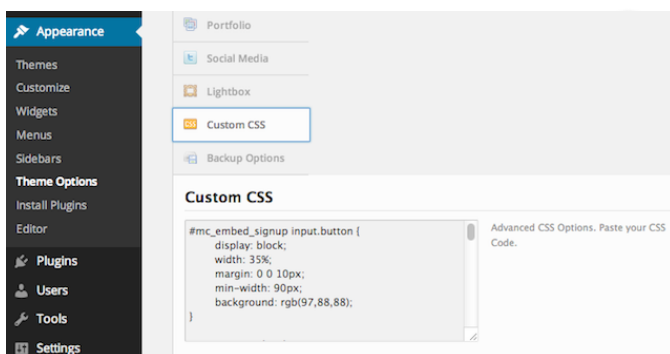 Appearance
Themes
Customize
Widgets
Menus
Sidebars
Theme Options
Install Plugins
Editor
Plugins
Users
Tools
Settings
Portfolio
Social Media
Lightbox
CSS Custom CSS
Backup Options
Custom CSS
#mc_embed_signup input.button {
display: block;
width: 35%;
margin: 0 0 10px;
min-width: 90px;
background: rgb(97,88,88);
}
Advanced CSS Options. Paste your CSS
Code.